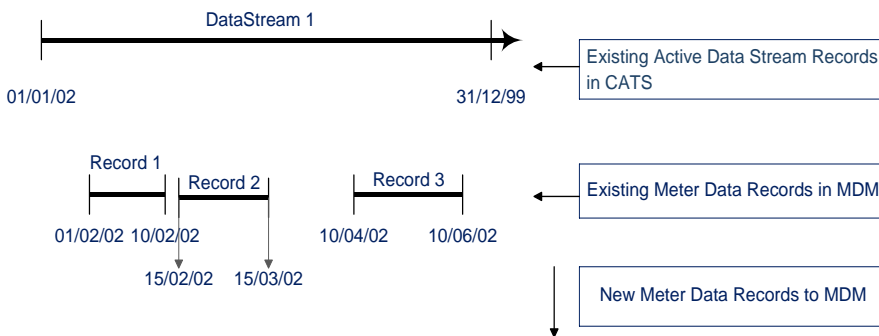 DataStream 1
Existing Active Data Stream Records
in CATS
01/01/02
31/12/99
Record 1
Record 2
Record 3
Existing Meter Data Records in MDM
01/02/02
10/02/02
10/04/02
10/06/02
15/02/02
15/03/02
New Meter Data Records to MDM